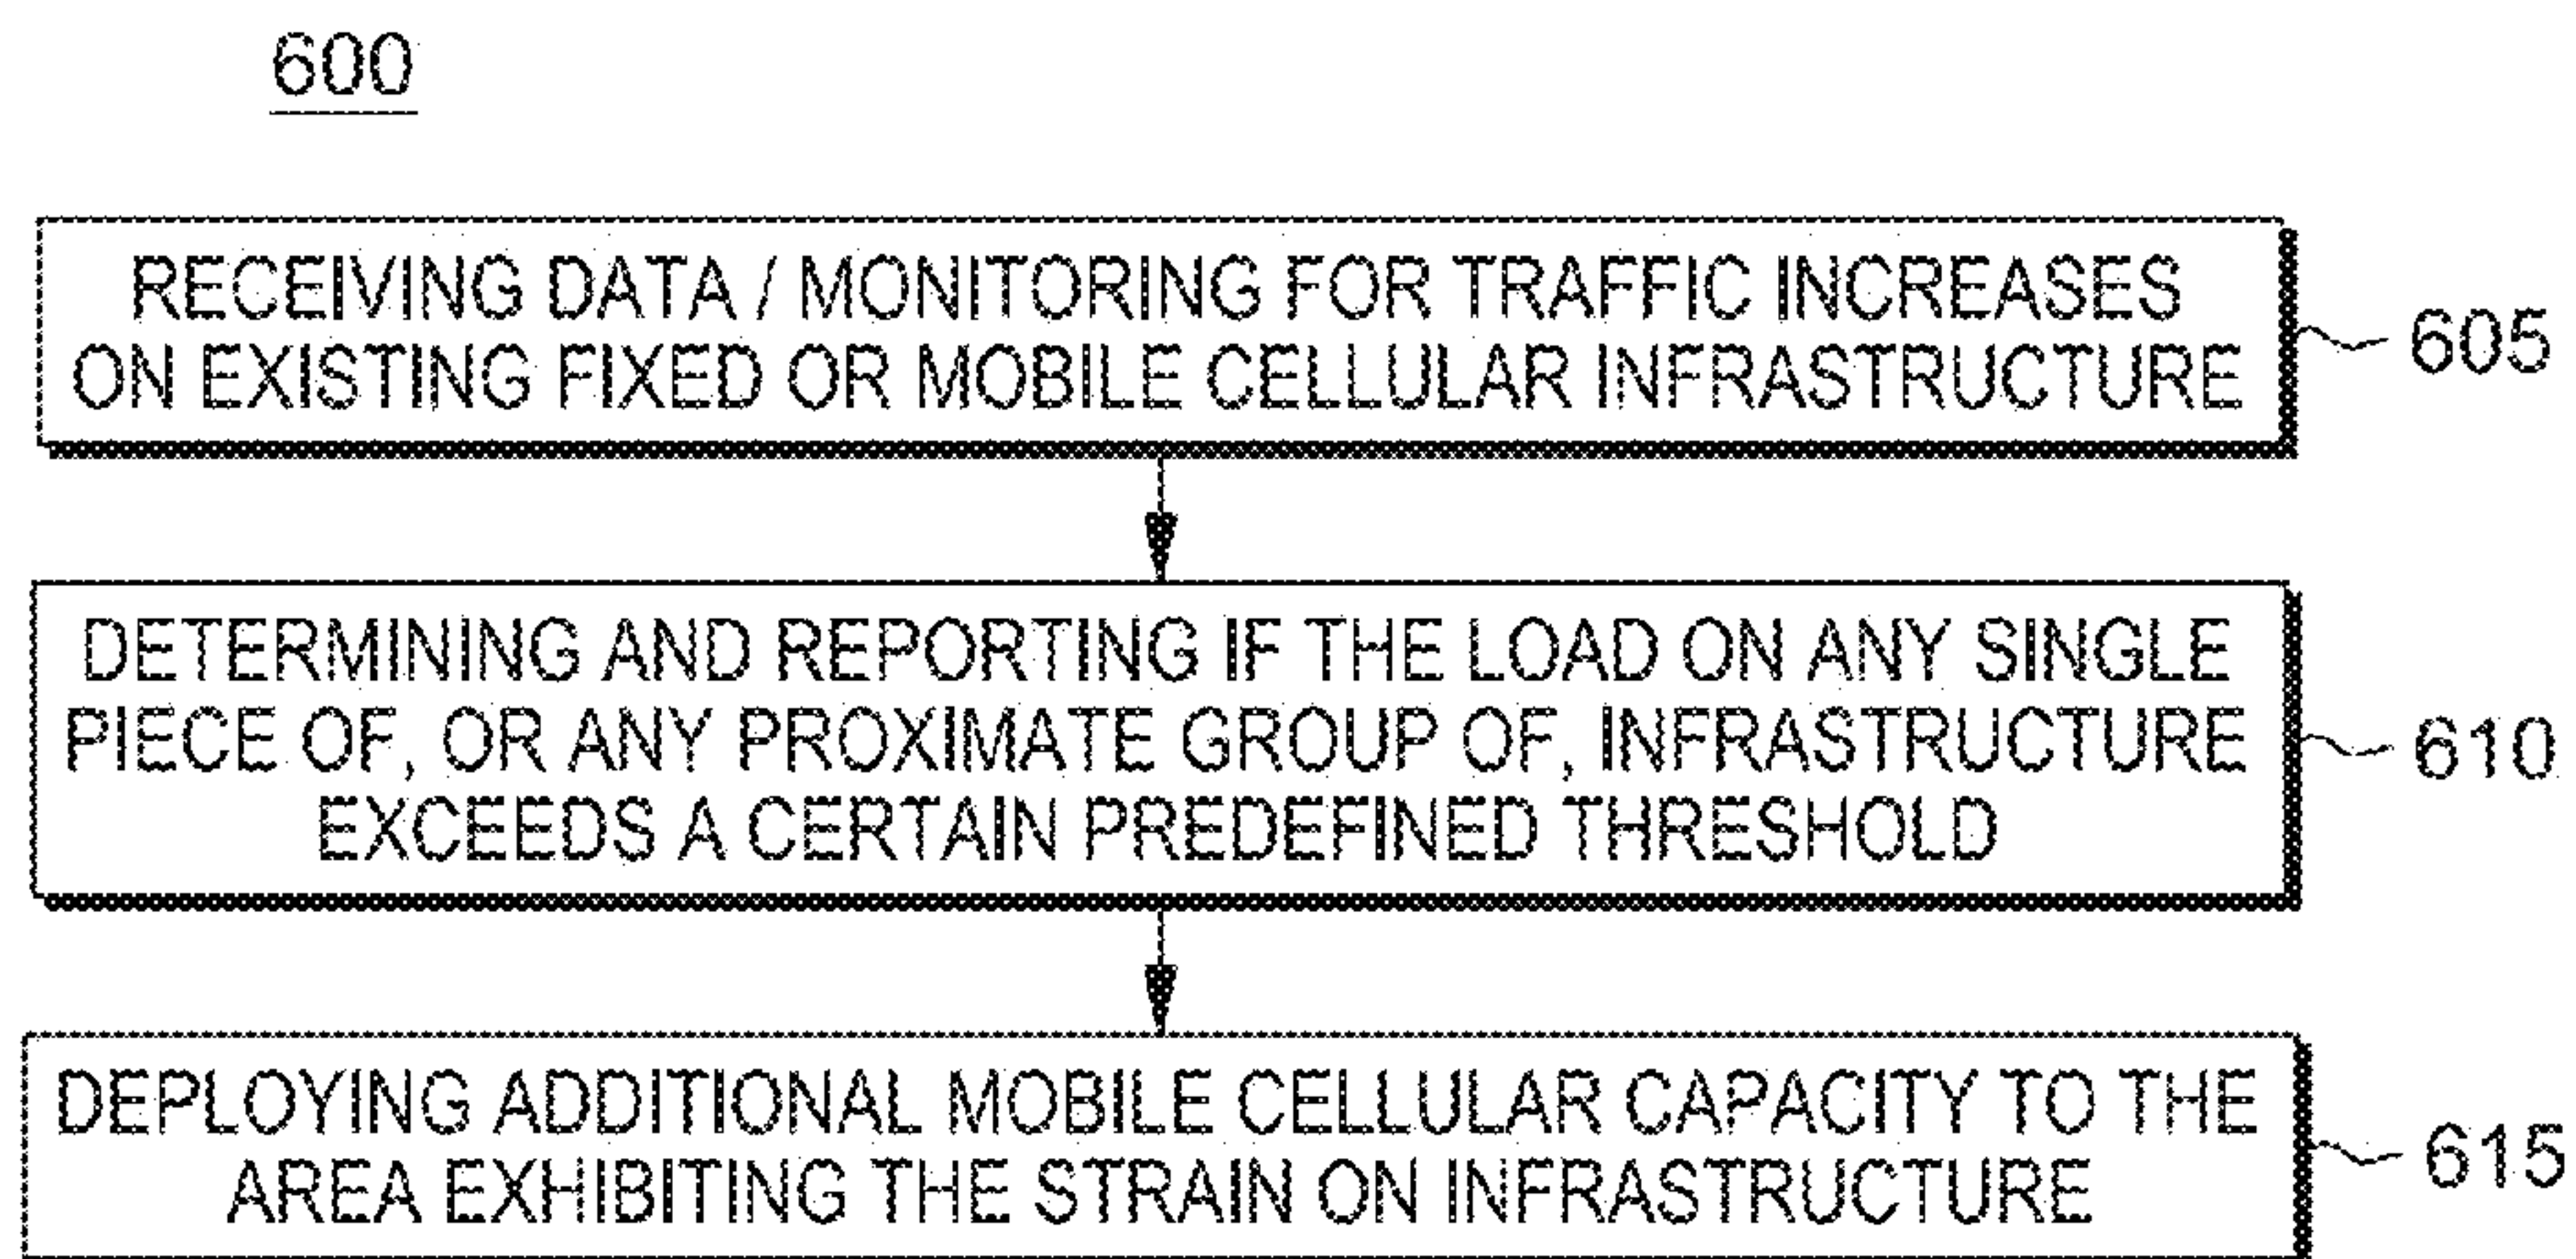 600
RECEIVING DATA / MONITORING FOR TRAFFIC INCREASES
ON EXISTING FIXED OR MOBILE CELLULAR INFRASTRUCTURE
605
DETERMINING AND REPORTING IF THE LOAD ON ANY SINGLE
PIECE OF, OR ANY PROXIMATE GROUP OF, INFRASTRUCTURE
EXCEEDS A CERTAIN PREDEFINED THRESHOLD
610
DEPLOYING ADDITIONAL MOBILE CELLULAR CAPACITY TO THE
AREA EXHIBITING THE STRAIN ON INFRASTRUCTURE
615